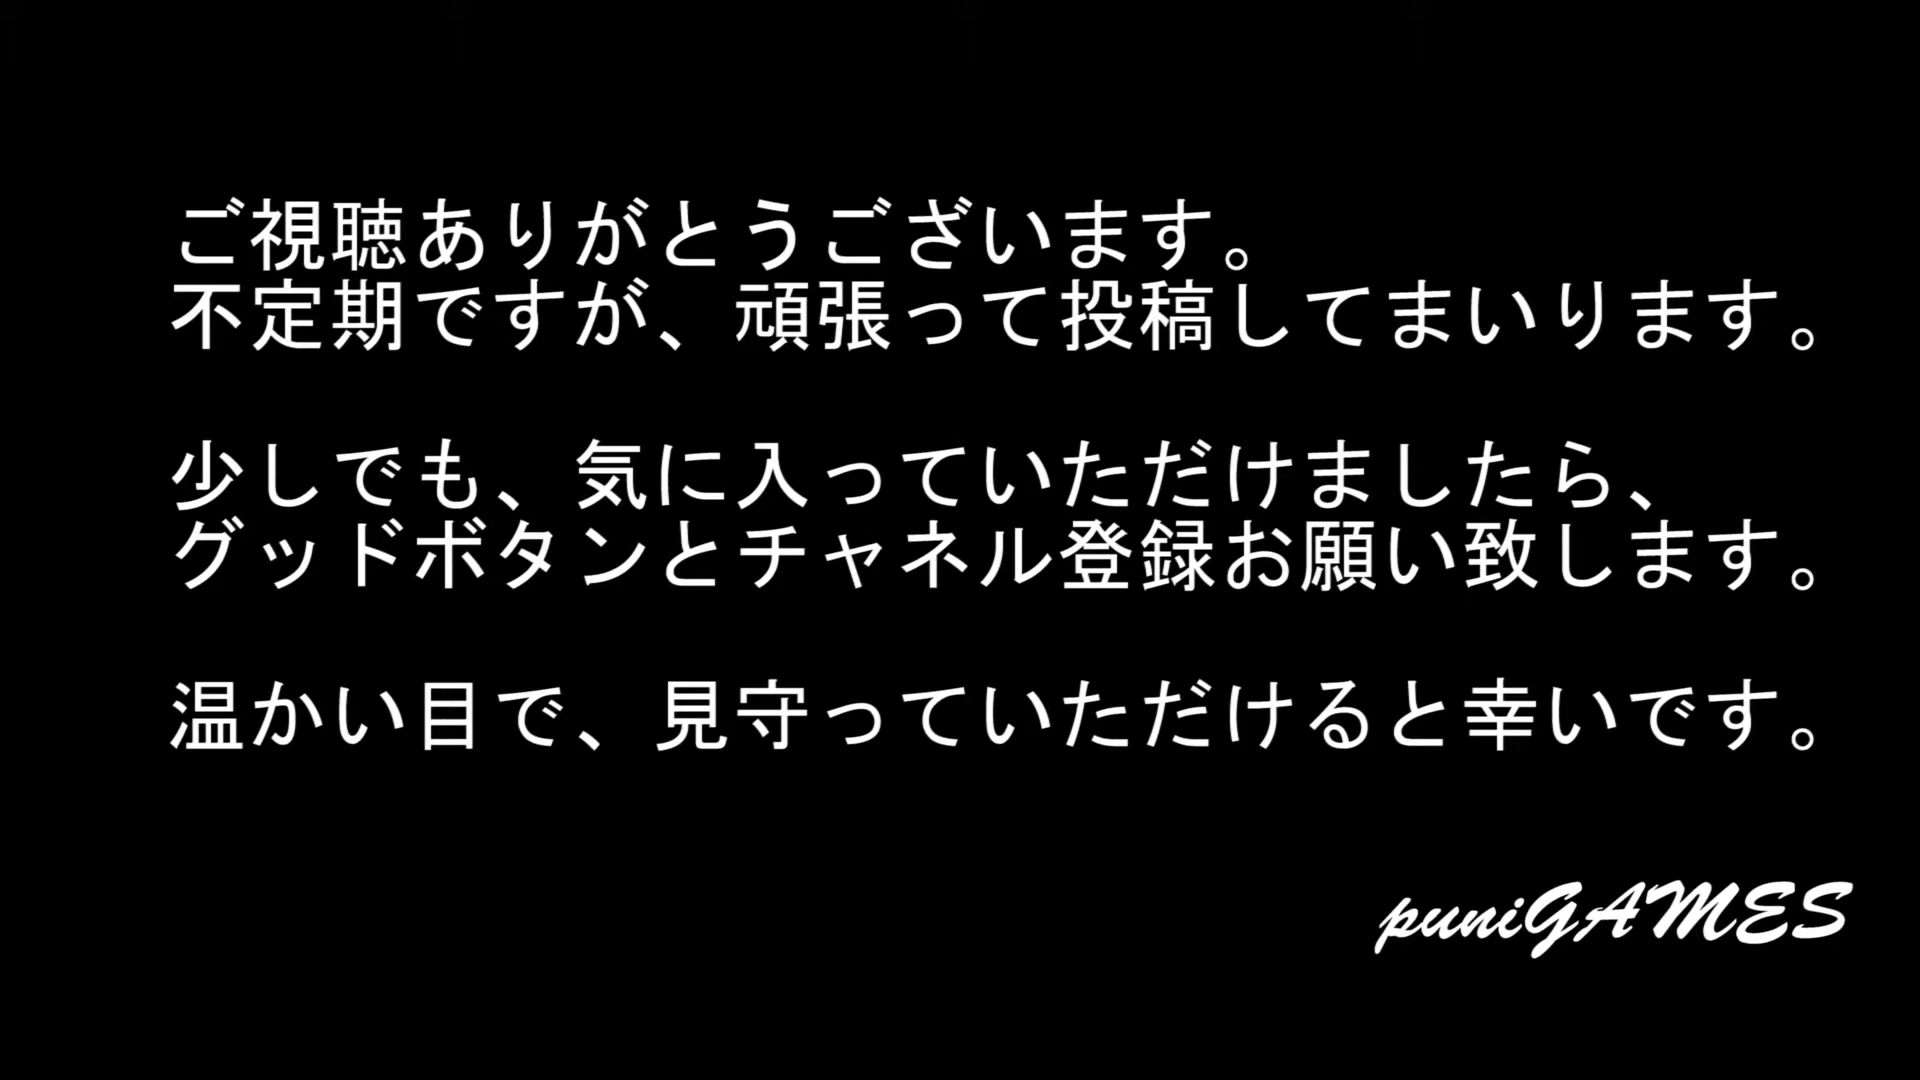 ご視聴ありがとうございます。
不定期ですが、頑張って投稿してまいります。
少しでも、気に入っていただけましたら、
グッドボタンとチャネル登録お願い致します。
温かい目で、見守っていただけると幸いです。
puniGAMES